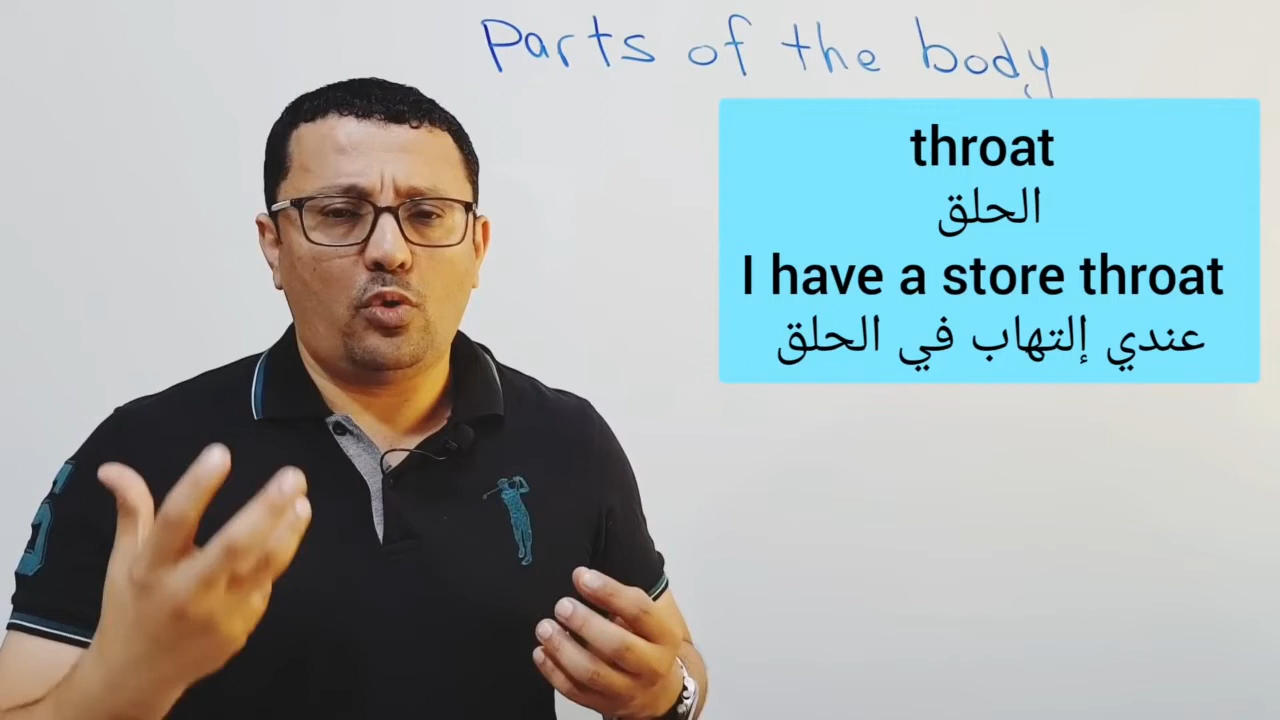 Parts of the body
throat
الحلق
I have a store throat
عندي إلتهاب في الحلق